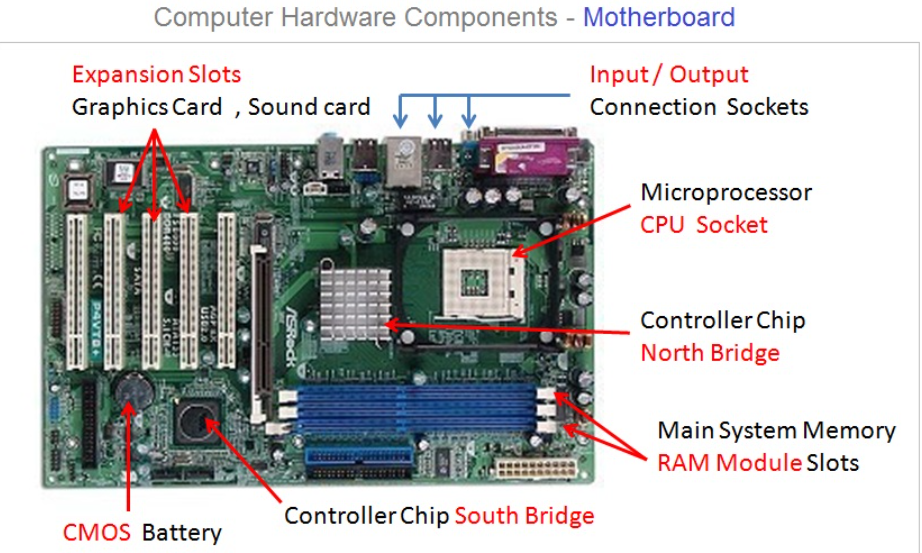 Computer Hardware Components - Motherboard
Expansion Slots
Graphics Card , Sound card
Input / Output
Connection Sockets
Microprocessor
CPU Socket
Controller Chip
North Bridge
Main System Memory
RAM Module Slots
Controller Chip South Bridge
CMOS Battery
ASRock
P4VT8+